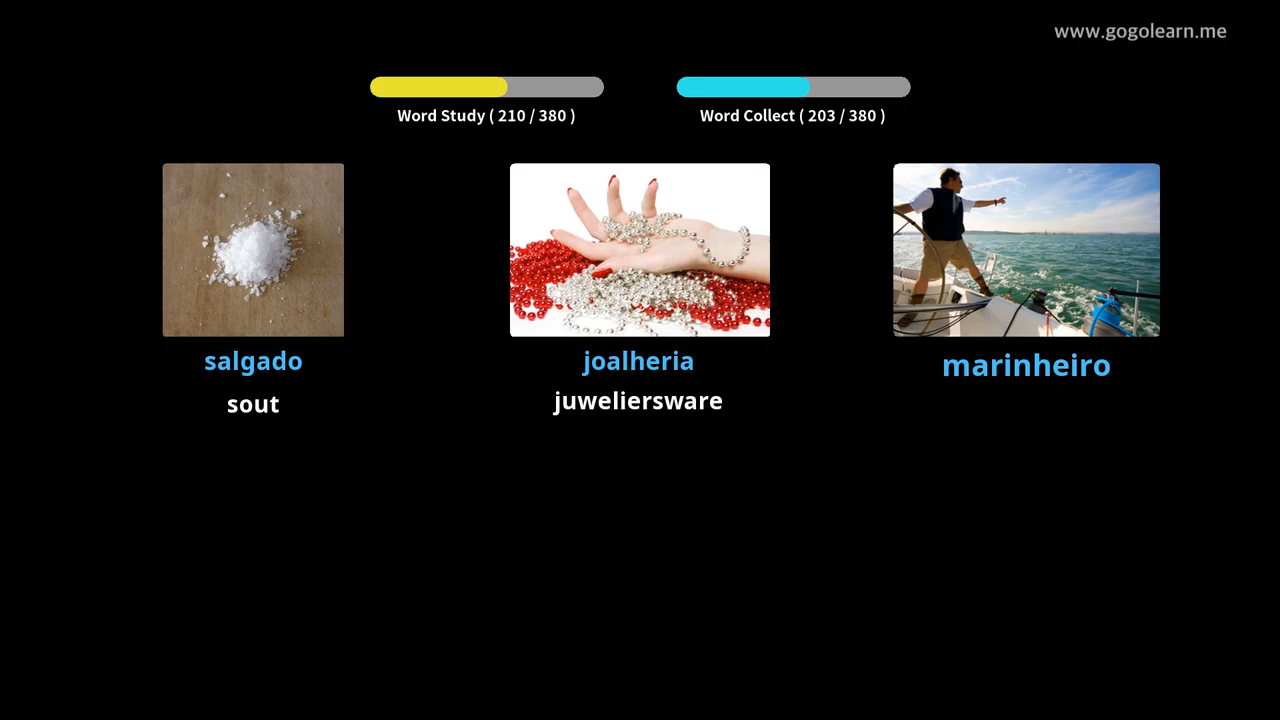 www.gogolearn.me
Word Study ( 210 / 380 )
Word Collect ( 203 / 380 )
salgado
joalheria
marinheiro
sout
juweliersware